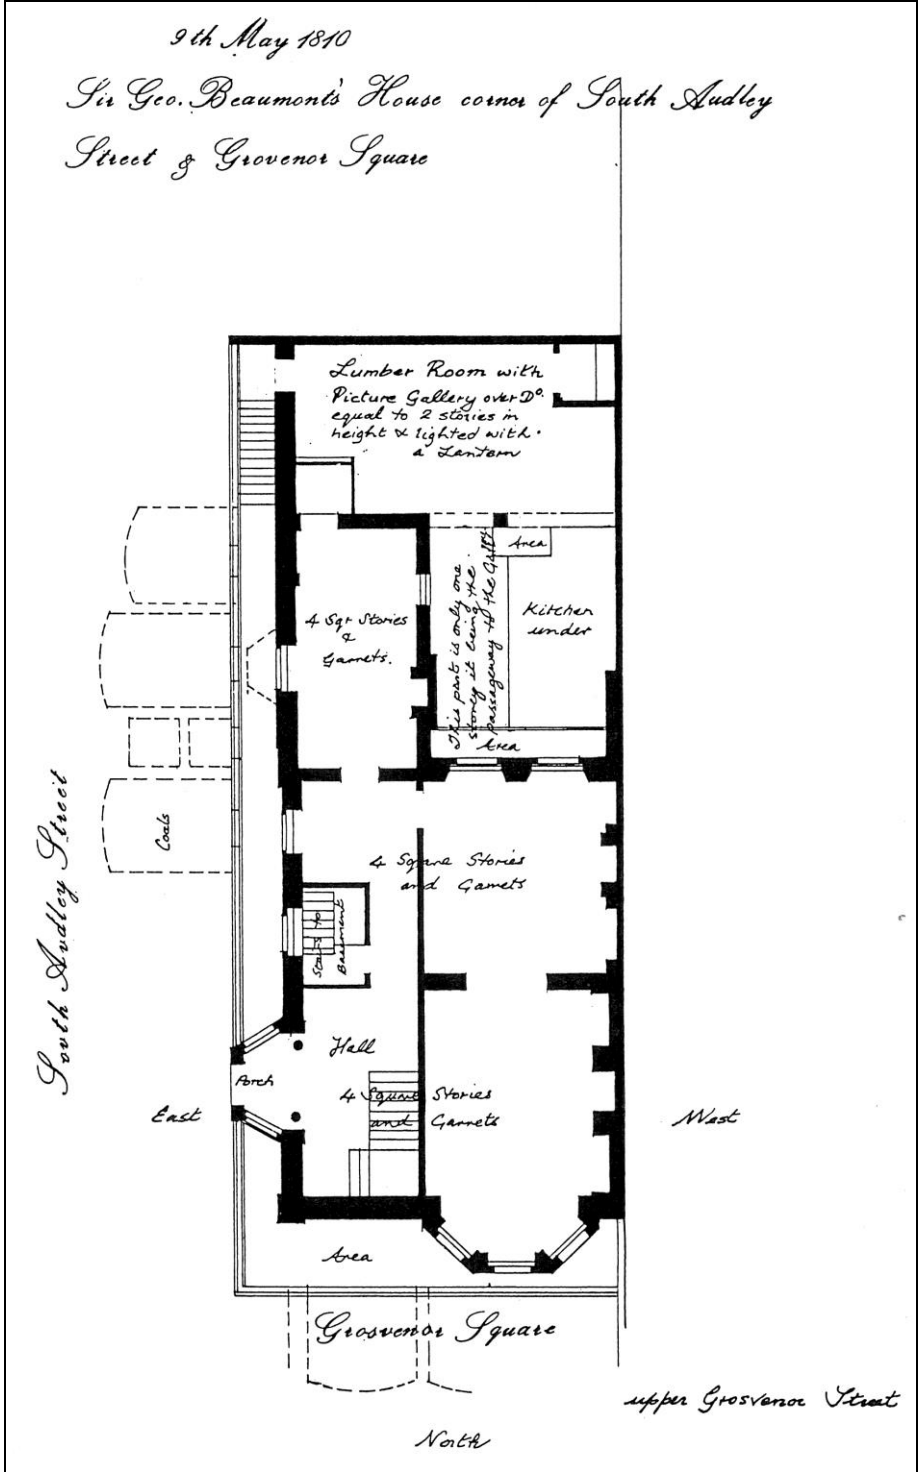 9th May 1810
Sir Geo. Beaumont's House corner of South Audley
Street & Grovenor Square
Lumber Room with
Picture Gallery over Do.
equal to 2 stories in
height & lighted with
a Lantern
Area
4 Sqr Stories
&
Garrets.
This part is only one
storey it being the
passageway to the Gallry
Kitchen
under
Area
South Audley Street
Coals
4 Square Stories
and Garrets
Stairs to
Basement
Hall
Porch
4 Square Stories
and Garrets
East
West
Area
Grosvenor Square
upper Grosvenor Street
North